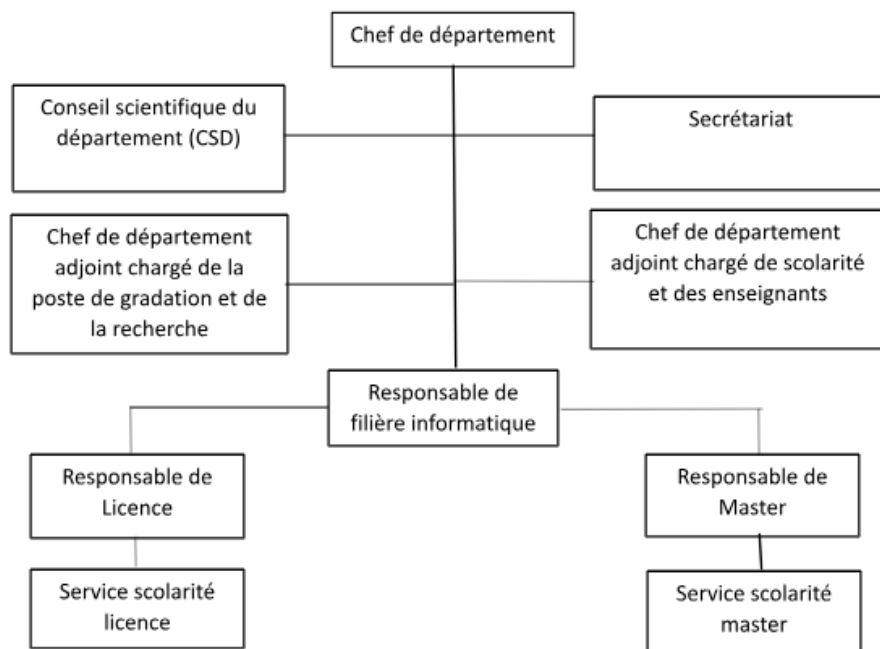 Chef de département
Conseil scientifique du
département (CSD)
Secrétariat
Chef de département
adjoint chargé de la
poste de gradation et de
la recherche
Chef de département
adjoint chargé de scolarité
et des enseignants
Responsable de
filière informatique
Responsable de
Licence
Responsable de
Master
Service scolarité
licence
Service scolarité
master